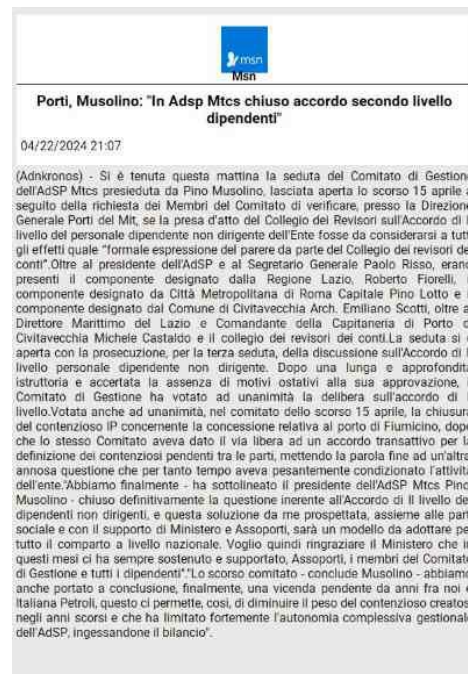 msn
Msn
Porti, Musolino: "In Adsp Mtcs chiuso accordo secondo livello
dipendenti"
04/22/2024 21:07
(Adnkronos) - Si è tenuta questa mattina la seduta del Comitato di Gestione
dell'AdSP Mtcs presieduta da Pino Musolino, lasciata aperta lo scorso 15 aprile a
seguito della richiesta dei Membri del Comitato di verificare, presso la Direzione
Generale Porti del Mit, se la presa d'atto del Collegio dei Revisori sull'Accordo di I
livello del personale dipendente non dirigente dell'Ente fosse da considerarsi a tutt
gli effetti quale "formale espressione del parere da parte del Collegio dei revisori dei
conti".Oltre al presidente dell'AdSP e al Segretario Generale Paolo Risso, erano
presenti il componente designato dalla Regione Lazio, Roberto Fiorelli,
componente designato da Città Metropolitana di Roma Capitale Pino Lotto e
componente designato dal Comune di Civitavecchia Arch. Emiliano Scotti, oltre a
Direttore Marittimo del Lazio e Comandante della Capitaneria di Porto d
Civitavecchia Michele Castaldo e il collegio dei revisori dei conti.La seduta si è
aperta con la prosecuzione, per la terza seduta, della discussione sull'Accordo di I
livello personale dipendente non dirigente. Dopo una lunga e approfondita
istruttoria e accertata la assenza di motivi ostativi alla sua approvazione,
Comitato di Gestione ha votato ad unanimità la delibera sull'accordo di I
livello.Votata anche ad unanimità, nel comitato dello scorso 15 aprile, la chiusura
del contenzioso IP concernente la concessione relativa al porto di Fiumicino, dopo
che lo stesso Comitato aveva dato il via libera ad un accordo transattivo per la
definizione dei contenziosi pendenti tra le parti, mettendo la parola fine ad un'altra
annosa questione che per tanto tempo aveva pesantemente condizionato l'attività
dell'ente."Abbiamo finalmente - ha sottolineato il presidente dell'AdSP Mtcs Pino
Musolino - chiuso definitivamente la questione inerente all'Accordo di II livello dei
dipendenti non dirigenti, e questa soluzione da me prospettata, assieme alle parti
sociale e con il supporto di Ministero e Assoporti, sarà un modello da adottare per
tutto il comparto a livello nazionale. Voglio quindi ringraziare il Ministero che in
questi mesi ci ha sempre sostenuto e supportato, Assoporti, i membri del Comitato
di Gestione e tutti i dipendenti"."Lo scorso comitato - conclude Musolino - abbiamo
anche portato a conclusione, finalmente, una vicenda pendente da anni fra noi e
Italiana Petroli, questo ci permette, così, di diminuire il peso del contenzioso creatosi
negli anni scorsi e che ha limitato fortemente l'autonomia complessiva gestionale
dell'AdSP, ingessandone il bilancio".